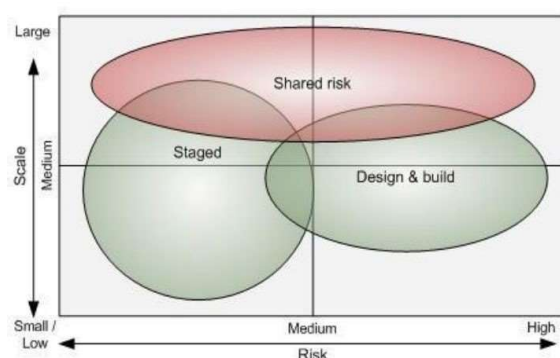 Large
Shared risk
Staged
Scale
Medium
Design & build
Small /
Low
Medium
High
Risk